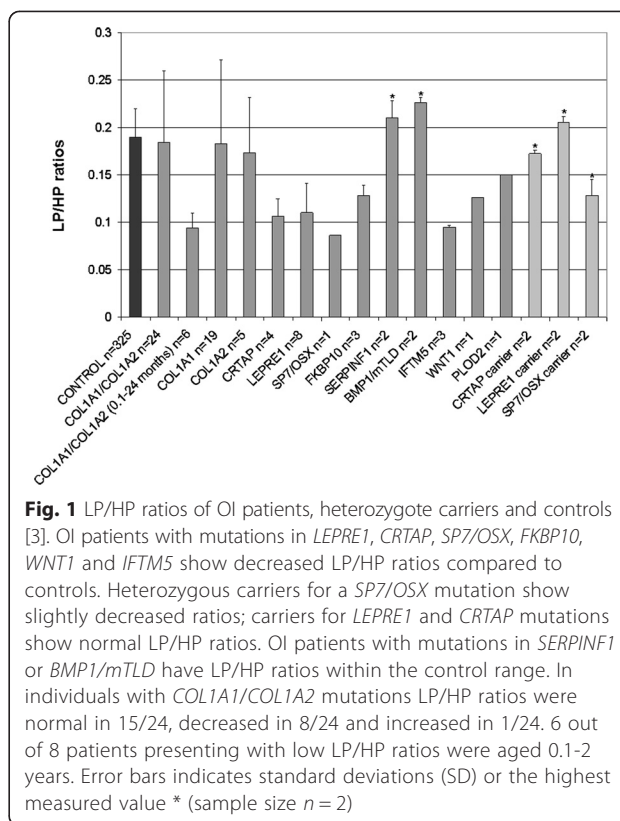 0.3
0.25
0.2
0.15
0.1
0.05
0
LP/HP ratios
*
*
*
*
*
CONTROL n=325
COL1A1/COL1A2 n=24
COL1A1/COL1A2 (0.1-24 months) n=6
COL1A1 n=19
COL1A2 n=5
CRTAP n=4
LEPRE1 n=8
SP7/OSX n=1
FKBP10 n=3
SERPINF1 n=2
BMP1/mTLD n=2
IFTM5 n=3
WNT1 n=1
PLOD2 n=1
CRTAP carrier n=2
LEPRE1 carrier n=2
SP7/OSX carrier n=2
Fig. 1 LP/HP ratios of OI patients, heterozygote carriers and controls
[3]. OI patients with mutations in LEPRE1, CRTAP, SP7/OSX, FKBP10,
WNT1 and IFTM5 show decreased LP/HP ratios compared to
controls. Heterozygous carriers for a SP7/OSX mutation show
slightly decreased ratios; carriers for LEPRE1 and CRTAP mutations
show normal LP/HP ratios. OI patients with mutations in SERPINF1
or BMP1/mTLD have LP/HP ratios within the control range. In
individuals with COL1A1/COL1A2 mutations LP/HP ratios were
normal in 15/24, decreased in 8/24 and increased in 1/24. 6 out
of 8 patients presenting with low LP/HP ratios were aged 0.1-2
years. Error bars indicates standard deviations (SD) or the highest
measured value * (sample size n = 2)